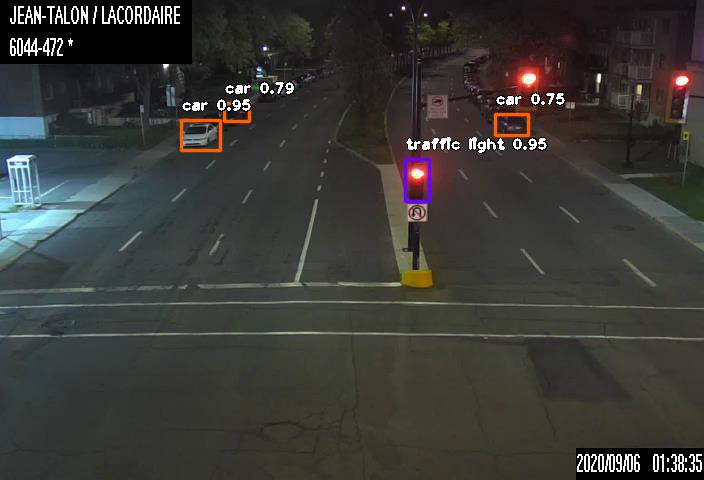 JEAN-TALON / LACORDAIRE
6044-472 *
car 0.79
car 0.95
car 0.75
traffic light 0.95
2020/09/06 01:38:35